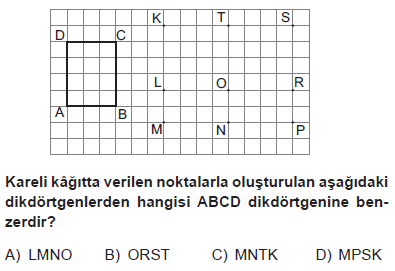 K T S
D C
L O R
A B
M N P
Kareli kâğıtta verilen noktalarla oluşturulan aşağıdaki
dikdörtgenlerden hangisi ABCD dikdörtgenine ben-
zerdir?
A) LMNO B) ORST C) MNTK D) MPSK